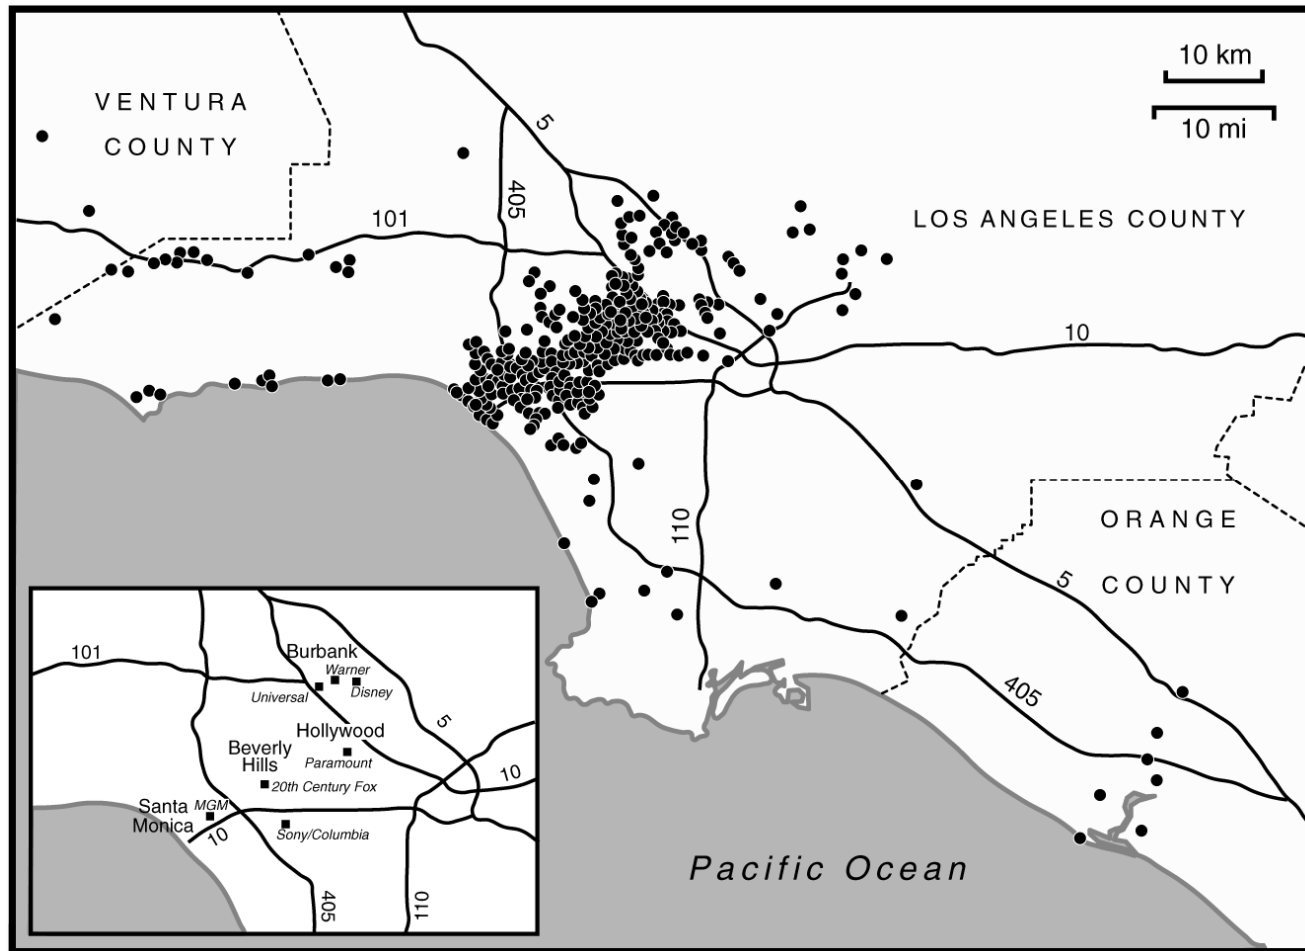 VENTURA
COUNTY
5
10 km
10 mi
405
101
LOS ANGELES COUNTY
10
110
ORANGE
COUNTY
5
405
Pacific Ocean
101
Burbank
Warner
Universal
Disney
5
Hollywood
Paramount
Beverly
Hills
20th Century Fox
10
Santa
Monica
MGM
10
Sony/Columbia
405
110